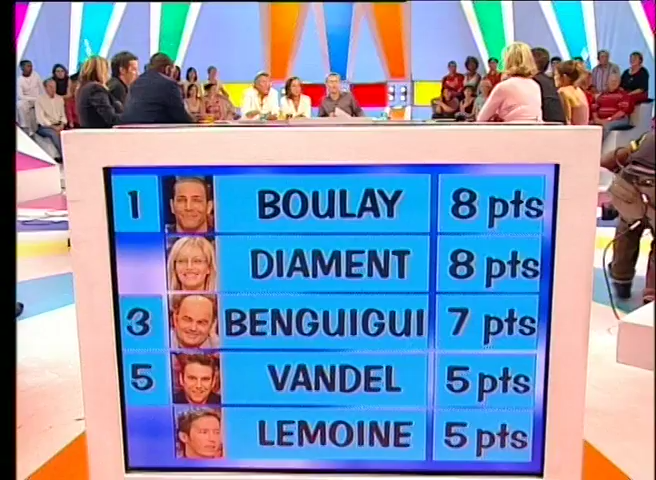 1 BOULAY 8 pts
DIAMENT 8 pts
3 BENGUIGUI 7 pts
5 VANDEL 5 pts
LEMOINE 5 pts